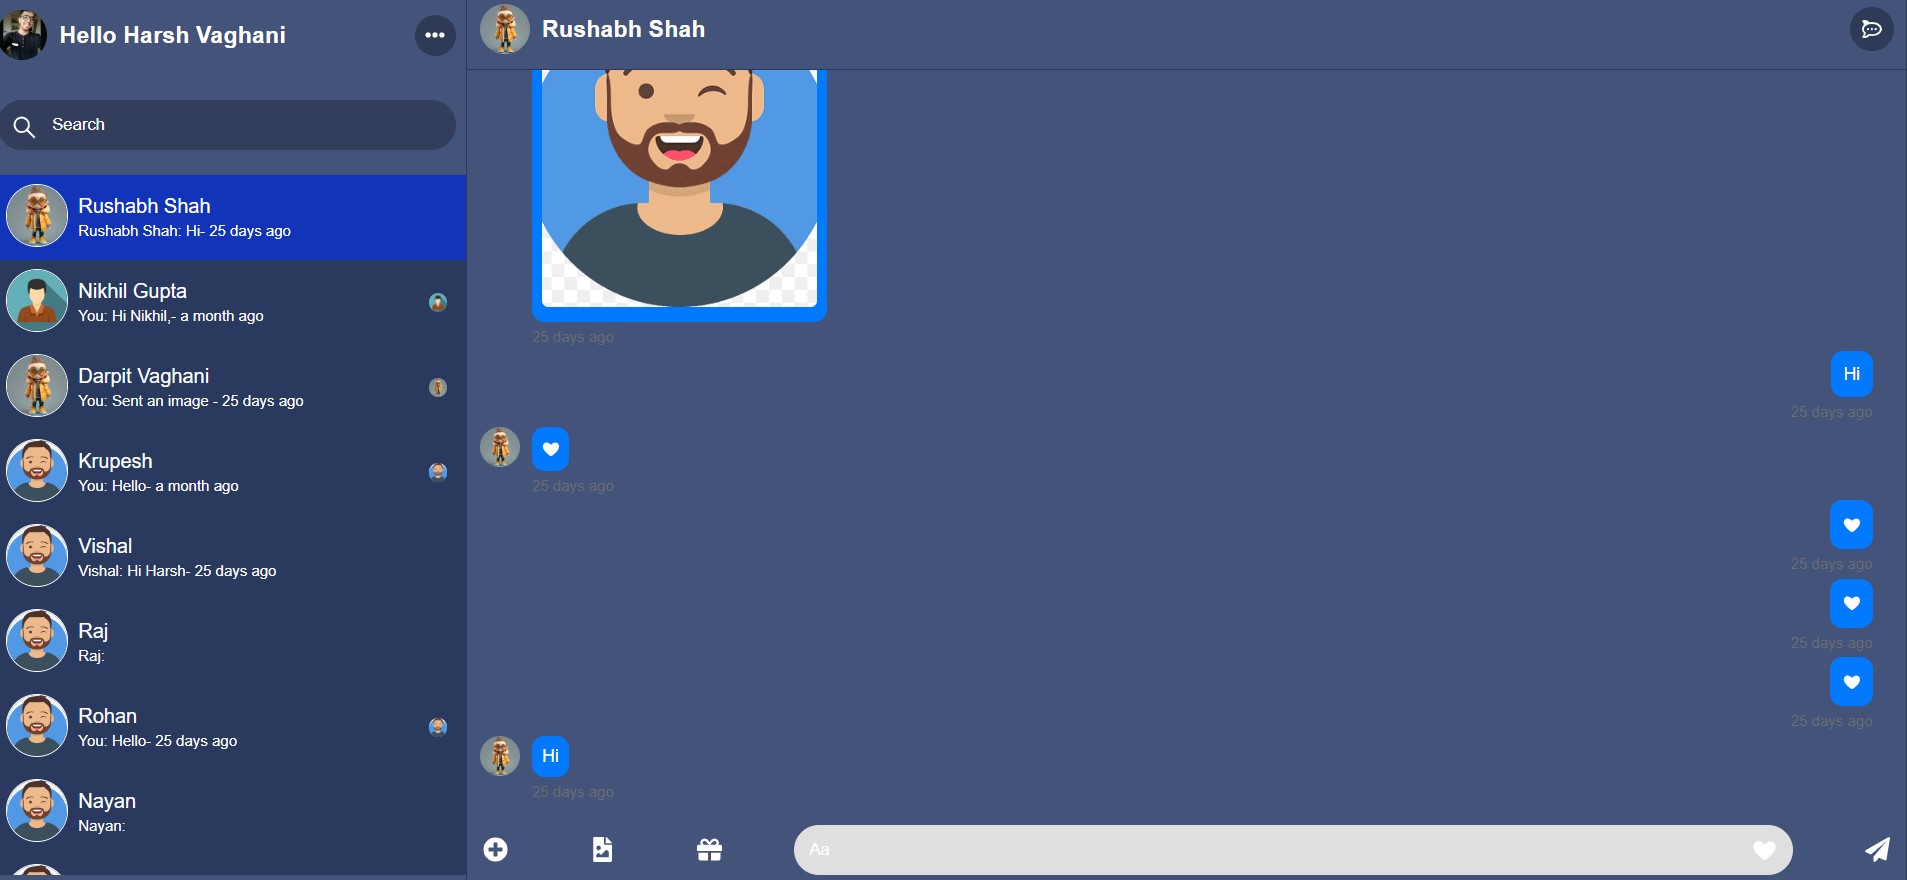 Hello Harsh Vaghani
Search
Rushabh Shah
Rushabh Shah: Hi- 25 days ago
Nikhil Gupta
You: Hi Nikhil,- a month ago
Darpit Vaghani
You: Sent an image - 25 days ago
Krupesh
You: Hello- a month ago
Vishal
Vishal: Hi Harsh- 25 days ago
Raj
Raj:
Rohan
You: Hello- 25 days ago
Nayan
Nayan:
Rushabh Shah
25 days ago
Hi
25 days ago
25 days ago
25 days ago
25 days ago
25 days ago
Hi
25 days ago
Aa